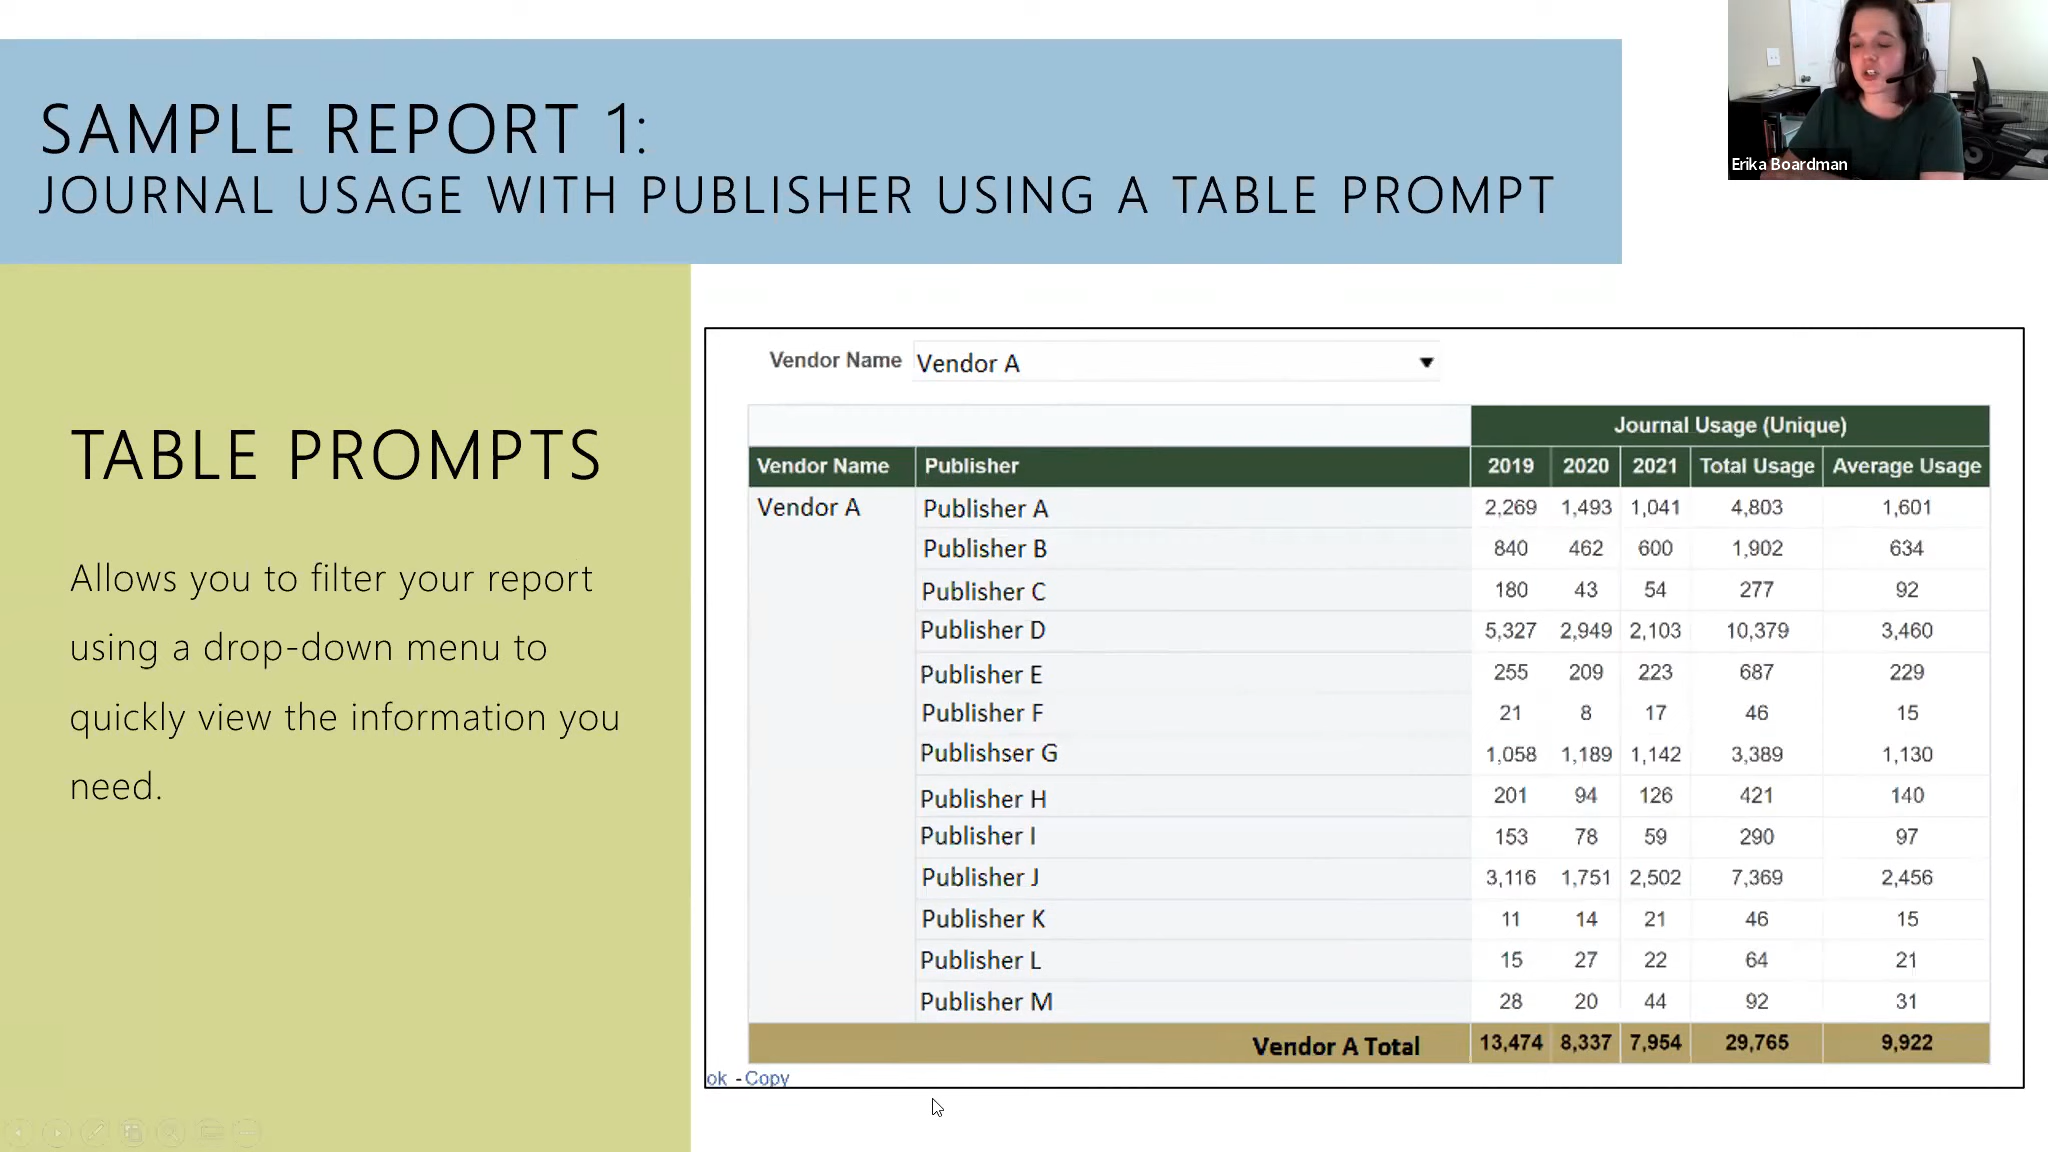 SAMPLE REPORT 1:
JOURNAL USAGE WITH PUBLISHER USING A TABLE PROMPT
Erika Boardman
TABLE PROMPTS
Allows you to filter your report
using a drop-down menu to
quickly view the information you
need.
Vendor Name Vendor A
Journal Usage (Unique)
Vendor Name Publisher 2019 2020 2021 Total Usage Average Usage
Vendor A Publisher A 2,269 1,493 1,041 4,803 1,601
Publisher B 840 462 600 1,902 634
Publisher C 180 43 54 277 92
Publisher D 5,327 2,949 2,103 10,379 3,460
Publisher E 255 209 223 687 229
Publisher F 21 8 17 46 15
Publishser G 1,058 1,189 1,142 3,389 1,130
Publisher H 201 94 126 421 140
Publisher I 153 78 59 290 97
Publisher J 3,116 1,751 2,502 7,369 2,456
Publisher K 11 14 21 46 15
Publisher L 15 27 22 64 21
Publisher M 28 20 44 92 31
Vendor A Total 13,474 8,337 7,954 29,765 9,922
ok - Copy